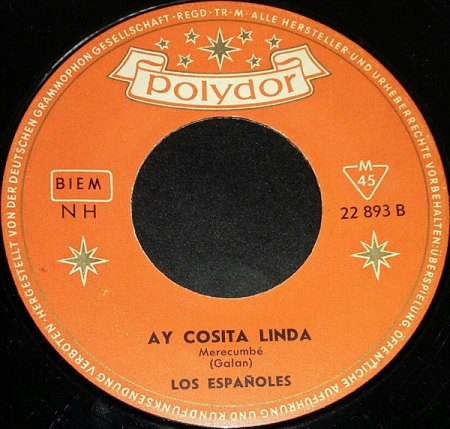 HERGESTELLT VON DER DEUTSCHEN GRAMMOPHON GESELLSCHAFT · REGD · TR · M · ALLE HERSTELLER- UND URHEBERRECHTE VORBEHALTEN · ÜBERSPIELUNG ÖFFENTLICHE AUFFÜHRUNG UND RUNDFUNKSENDUNG VERBOTEN ·
Polydor
BIEM
NH
M
45
22 893 B
AY COSITA LINDA
Merecumbé
(Galan)
LOS ESPAÑOLES